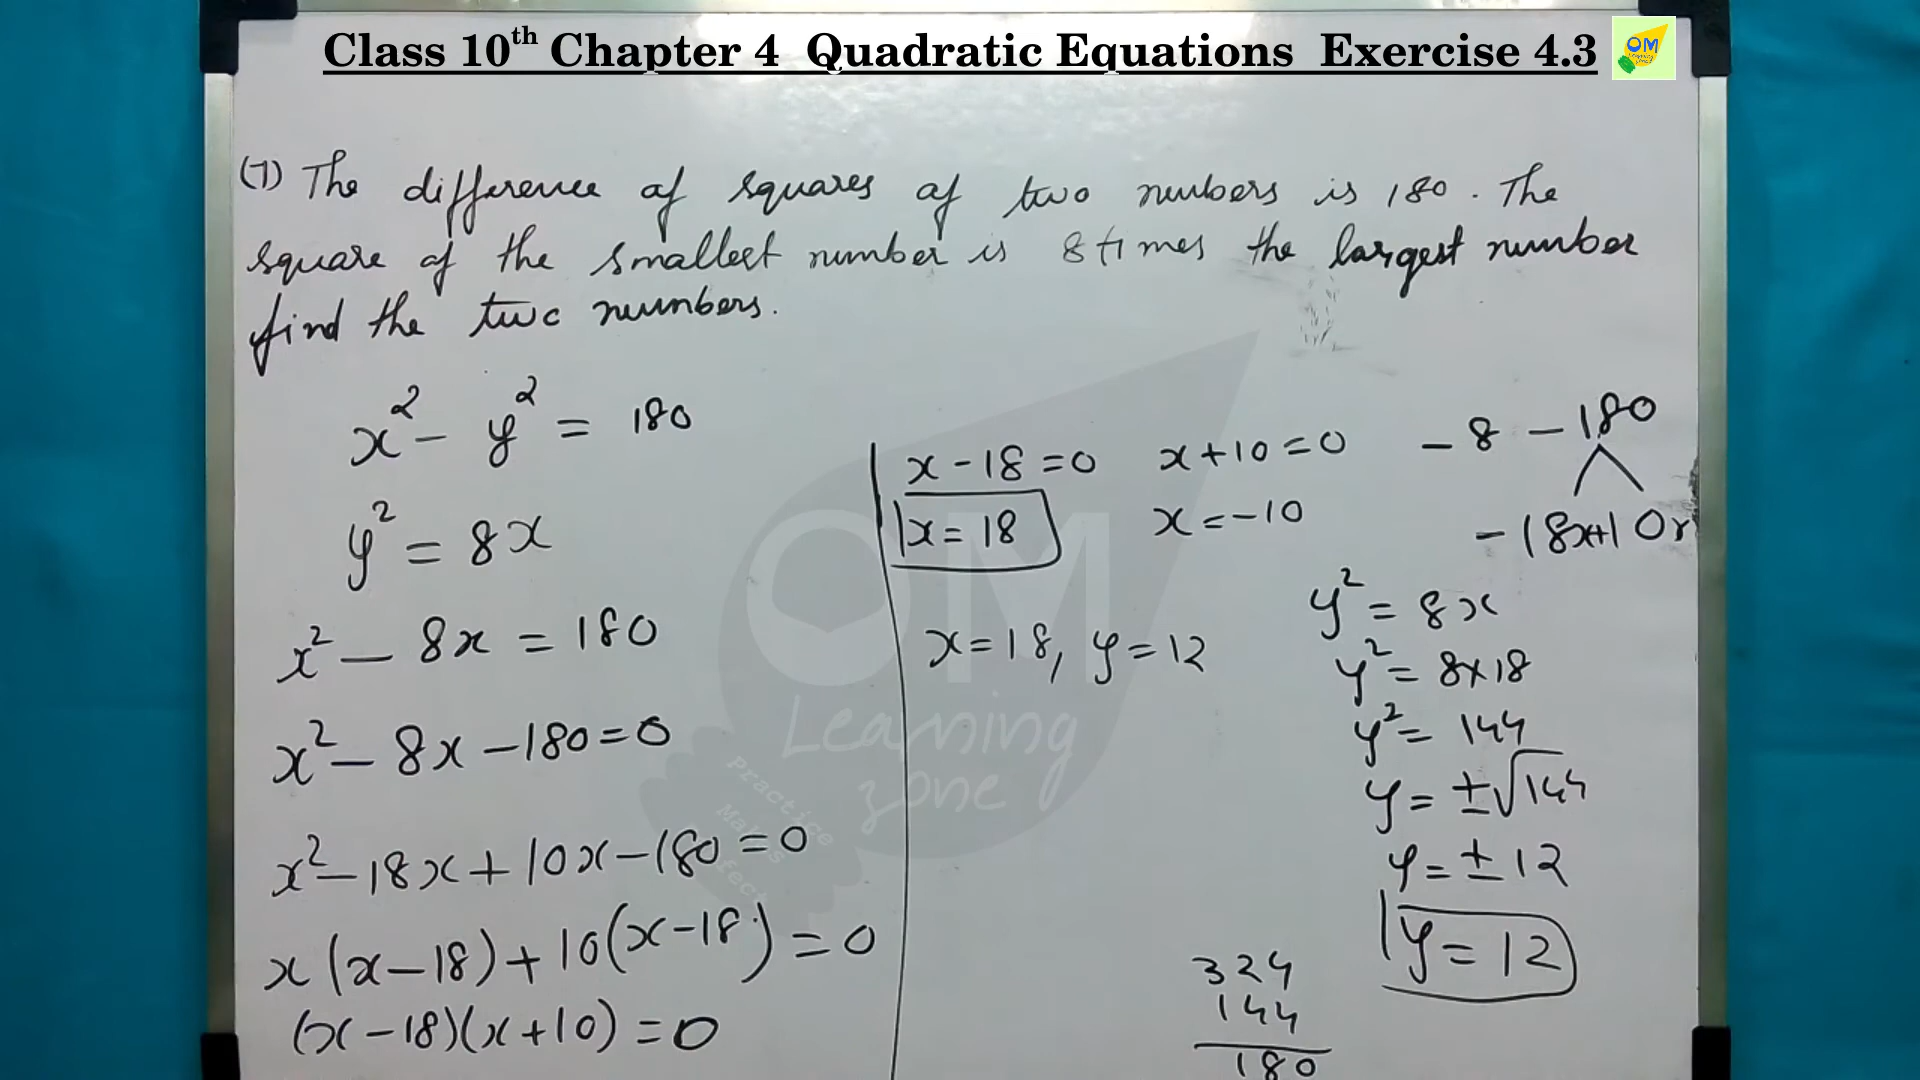 Class 10th Chapter 4 Quadratic Equations Exercise 4.3
OM
Learning
Zone
(7) The difference of squares of two numbers is 180. The
square of the smallest number is 8 times the largest number
find the two numbers.
x² - y² = 180
y² = 8x
x² - 8x = 180
x² - 8x - 180 = 0
x² - 18x + 10x - 180 = 0
x(x - 18) + 10(x - 18) = 0
(x - 18)(x + 10) = 0
x - 18 = 0 x + 10 = 0
x = 18 x = -10
x = 18, y = 12
-8 -180
-18x+10x
y² = 8x
y² = 8×18
y² = 144
y = ±√144
y = ±12
y = 12
324
144
180
OM
Learning
Zone
Practice